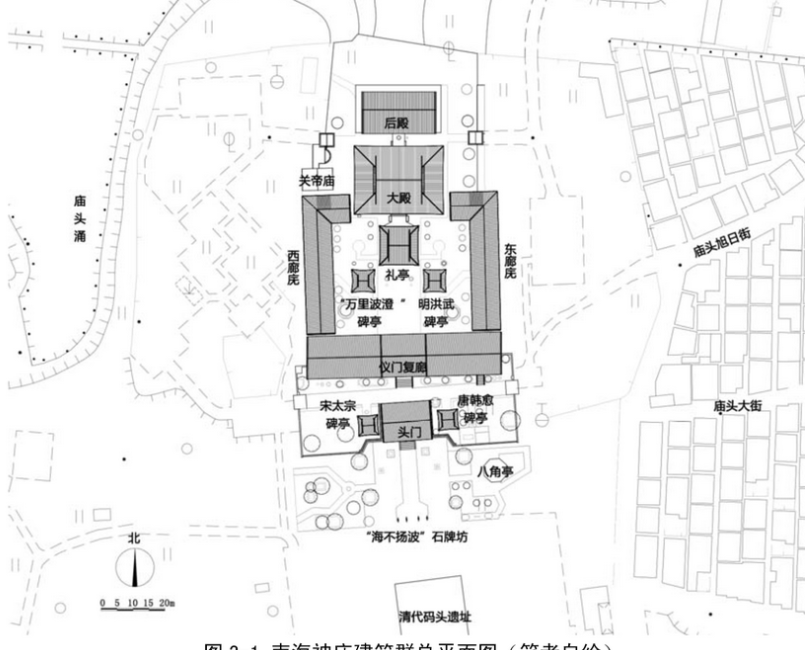 后殿
关帝庙
大殿
庙头涌
西廊庑
东廊庑
庙头旭日街
礼亭
“万里波澄”
碑亭
明洪武
碑亭
仪门复廊
宋太宗
碑亭
唐韩愈
碑亭
头门
庙头大街
八角亭
“海不扬波”石牌坊
北
0 5 10 15 20m
清代码头遗址
图 3-1 南海神庙建筑群总平面图（笔者自绘）